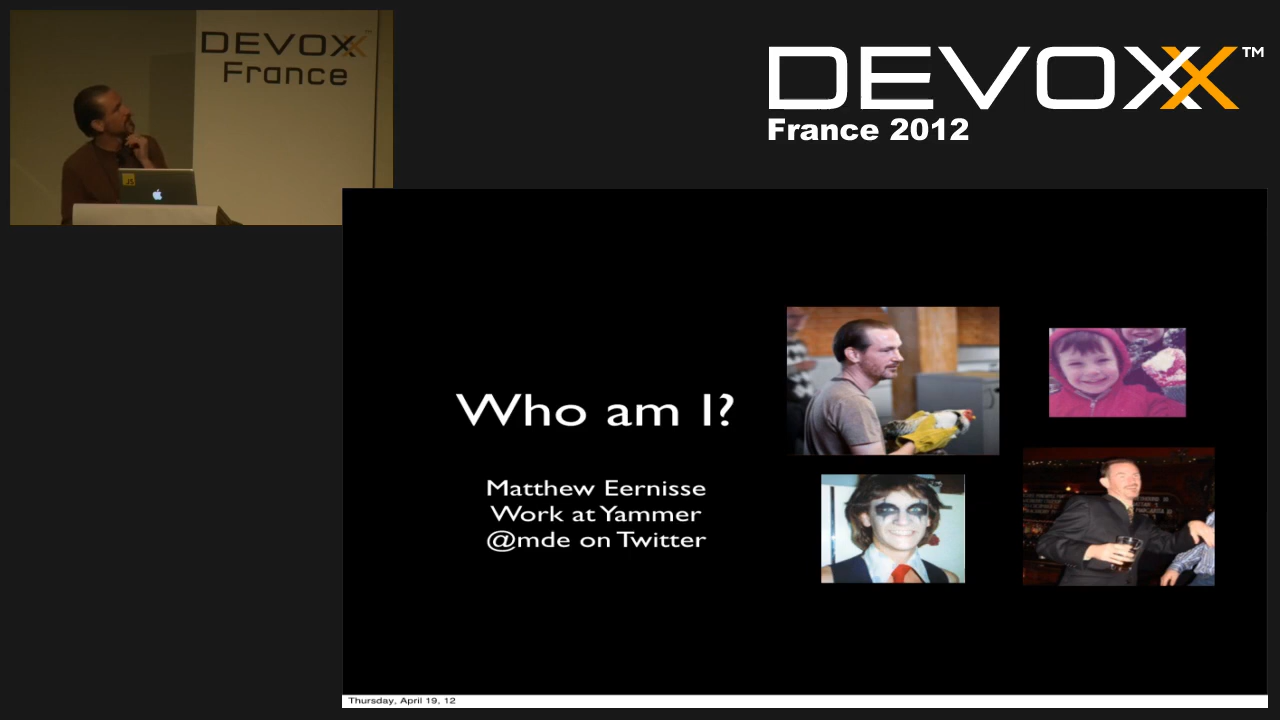 DEVOXX
France
DEVOXX™
France 2012
Who am I?
Matthew Eernisse
Work at Yammer
@mde on Twitter
JS
Thursday, April 19, 12